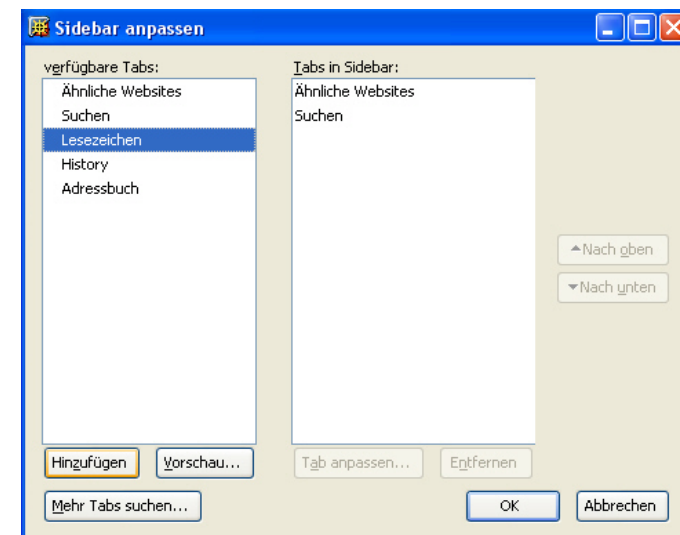 Sidebar anpassen
verfügbare Tabs:
Ähnliche Websites
Suchen
Lesezeichen
History
Adressbuch
Tabs in Sidebar:
Ähnliche Websites
Suchen
Nach oben
Nach unten
Hinzufügen
Vorschau...
Tab anpassen...
Entfernen
Mehr Tabs suchen...
OK
Abbrechen